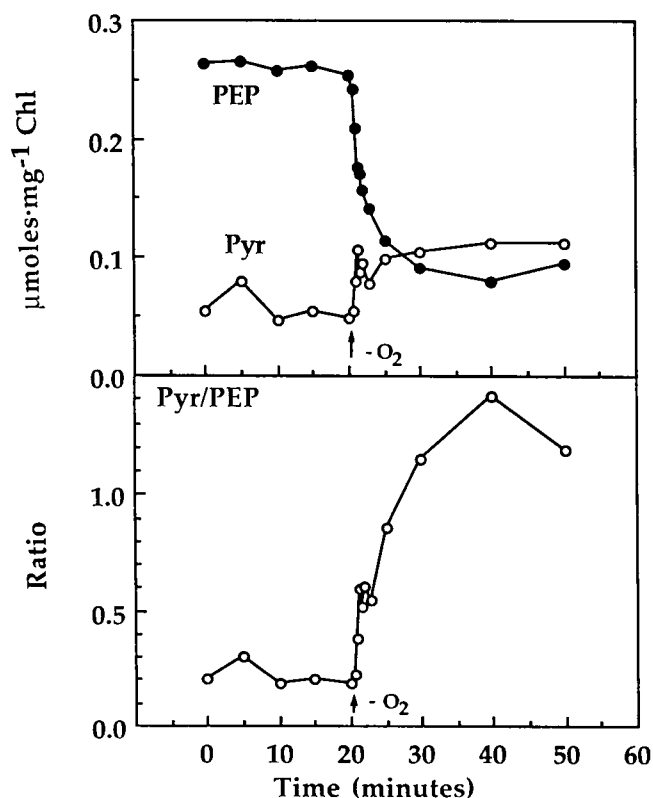 0.3
PEP
0.2
μmoles·mg⁻¹ Chl
Pyr
0.1
- O₂
0.0
Pyr/PEP
1.0
Ratio
0.5
- O₂
0.0
0 10 20 30 40 50 60
Time (minutes)